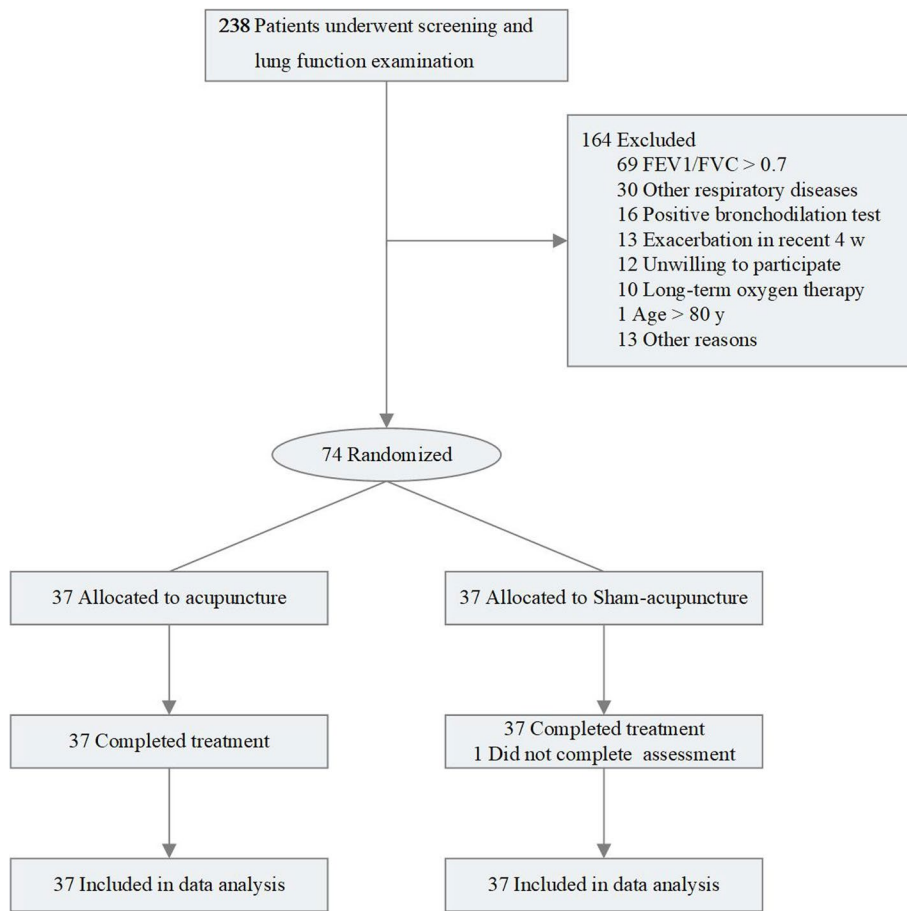 238 Patients underwent screening and
lung function examination
164 Excluded
69 FEV1/FVC > 0.7
30 Other respiratory diseases
16 Positive bronchodilation test
13 Exacerbation in recent 4 w
12 Unwilling to participate
10 Long-term oxygen therapy
1 Age > 80 y
13 Other reasons
74 Randomized
37 Allocated to acupuncture
37 Allocated to Sham-acupuncture
37 Completed treatment
37 Completed treatment
1 Did not complete assessment
37 Included in data analysis
37 Included in data analysis